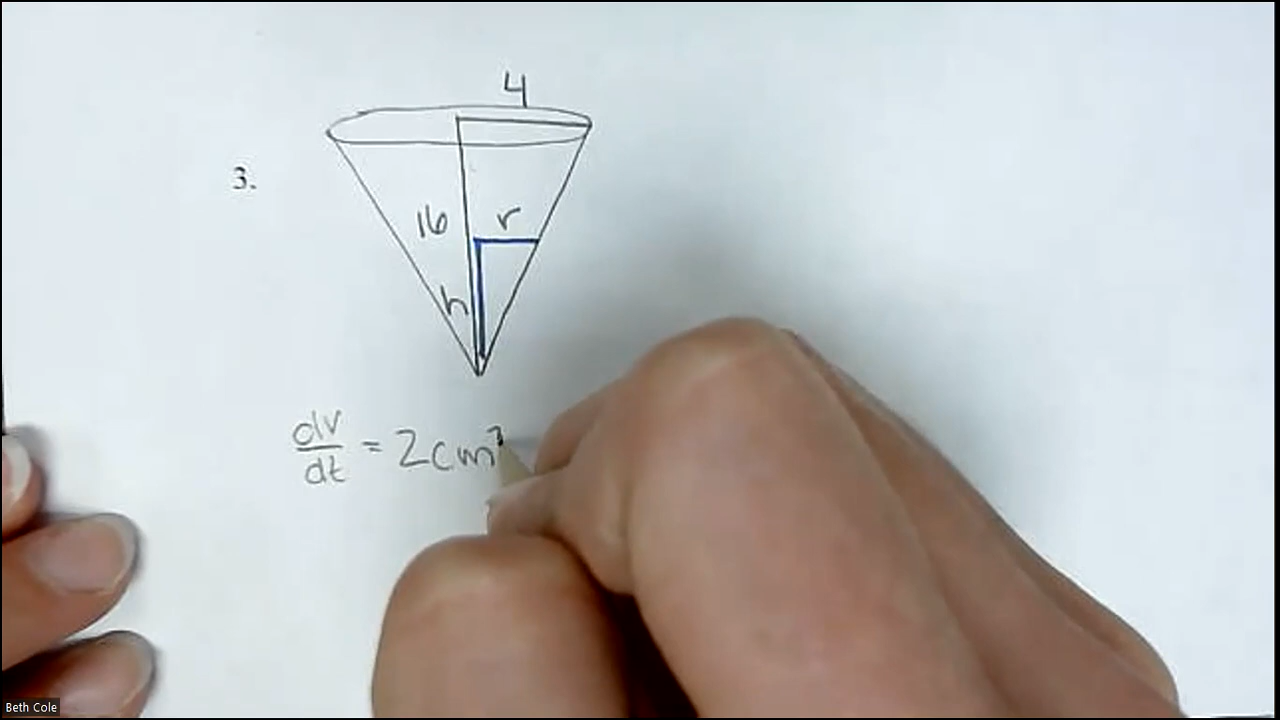 4
3.
16
r
h
dv/dt = 2cm³
Beth Cole